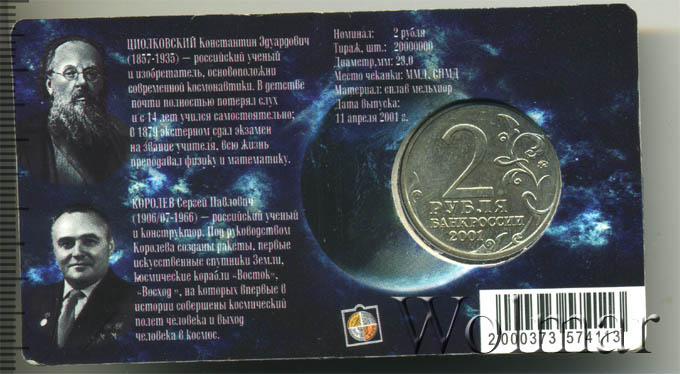 ЦИОЛКОВСКИЙ Константин Эдуардович
(1857-1935) — российский ученый
и изобретатель, основоположн
современной космонавтики. В детстве
почти полностью потерял слух
и с 14 лет учился самостоятельно;
в 1879 экстерном сдал экзамен
на звание учителя, всю жизнь
преподавал физику и математику.
КОРОЛЕВ Сергей Павлович
(1906/07-1966) — российский ученый
и конструктор. Под руководством
Королева созданы ракеты, первые
искусственные спутники Земли,
космические корабли «Восток»,
«Восход», на которых впервые в
истории совершены космический
полет человека и выход
человека в космос.
Номинал: 2 рубля
Тираж, шт.: 20000000
Диаметр, мм: 23.0
Место чеканки: ММД, СПМД
Материал: сплав мельхиор
Дата выпуска:
11 апреля 2001 г.
2
РУБЛЯ
БАНК РОССИИ
2001
Wolmar
2000373 574113